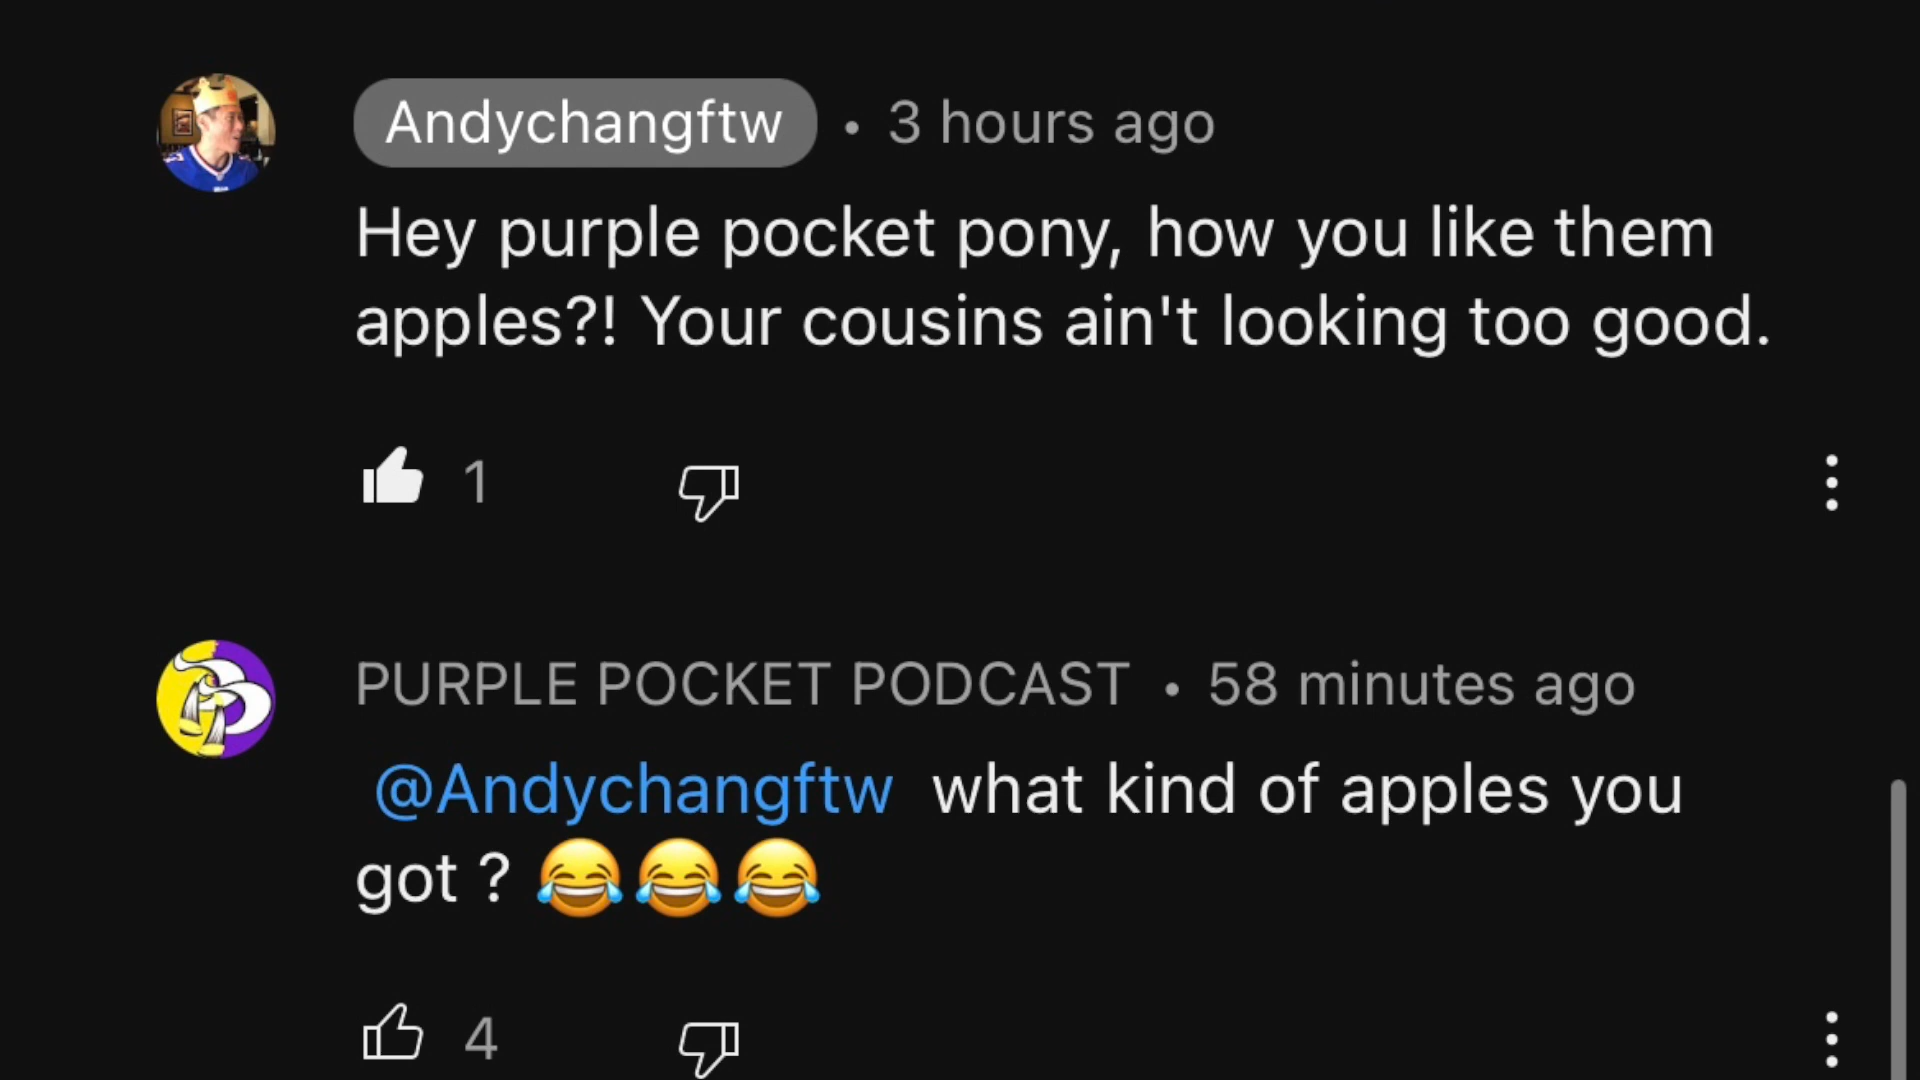 Andychangftw • 3 hours ago
Hey purple pocket pony, how you like them
apples?! Your cousins ain't looking too good.
1
PURPLE POCKET PODCAST • 58 minutes ago
@Andychangftw what kind of apples you
got ? 😂😂😂
4